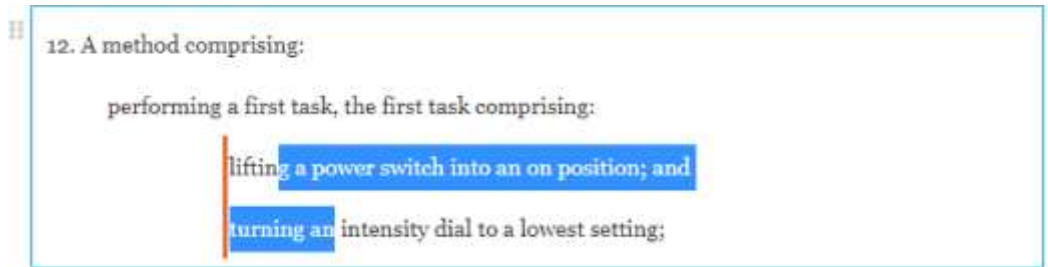 12. A method comprising:
performing a first task, the first task comprising:
lifting a power switch into an on position; and
turning an intensity dial to a lowest setting;